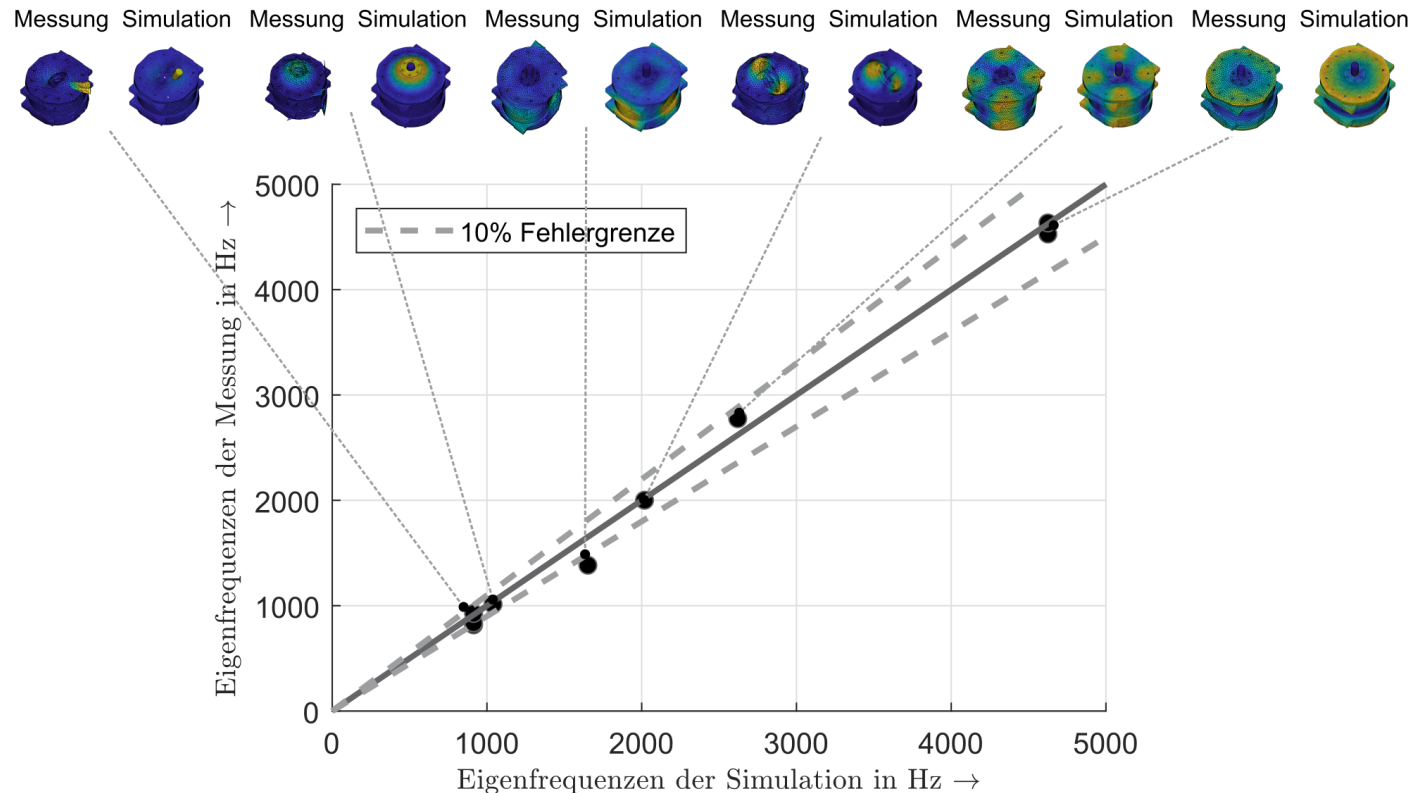 Messung Simulation Messung Simulation Messung Simulation Messung Simulation Messung Simulation Messung Simulation
5000
10% Fehlergrenze
4000
3000
2000
1000
0
Eigenfrequenzen der Messung in Hz →
0 1000 2000 3000 4000 5000
Eigenfrequenzen der Simulation in Hz →